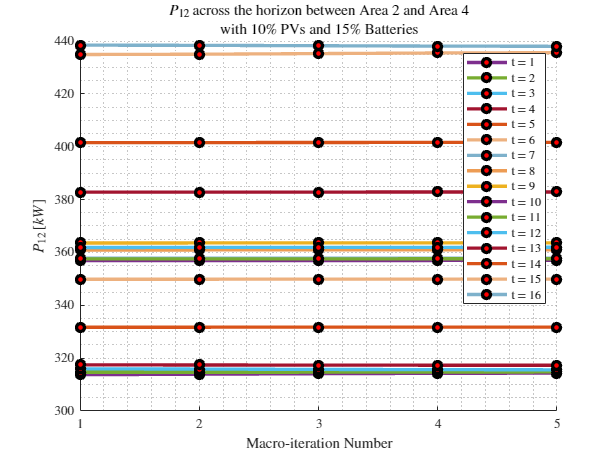 P12 across the horizon between Area 2 and Area 4
with 10% PVs and 15% Batteries
P12 [kW]
440
420
400
380
360
340
320
300
1 2 3 4 5
Macro-iteration Number
t = 1
t = 2
t = 3
t = 4
t = 5
t = 6
t = 7
t = 8
t = 9
t = 10
t = 11
t = 12
t = 13
t = 14
t = 15
t = 16